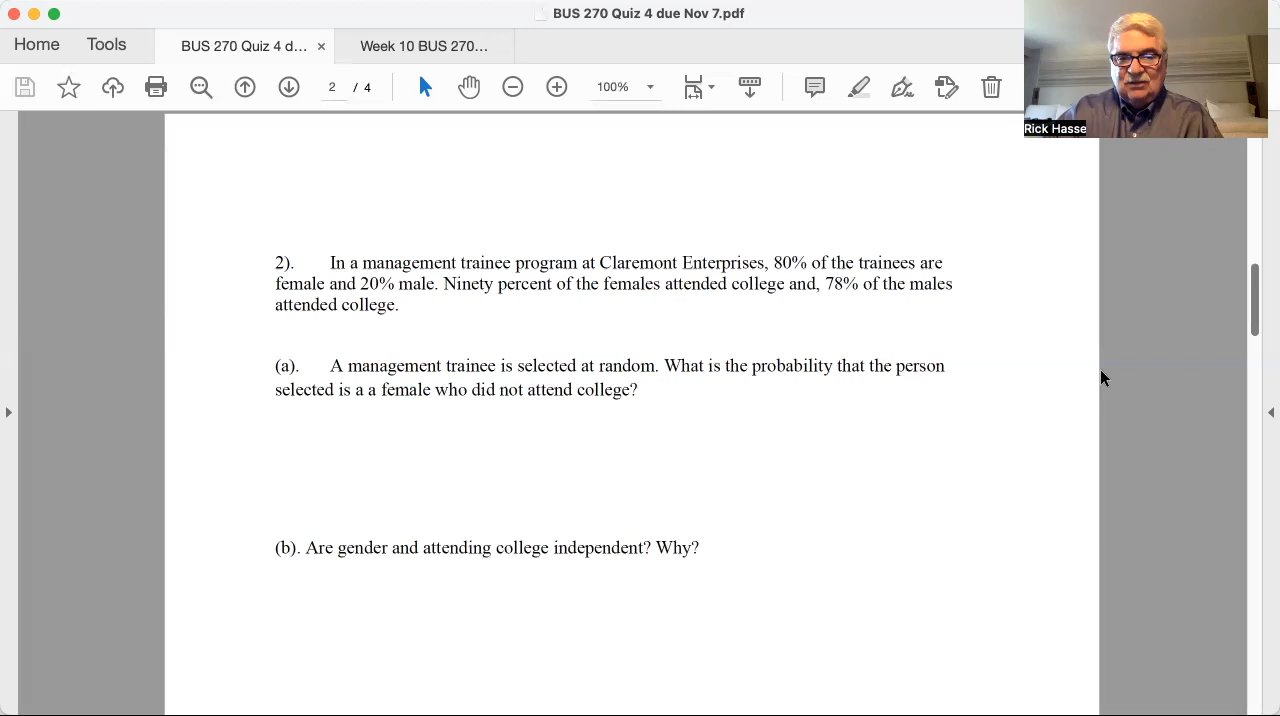 BUS 270 Quiz 4 due Nov 7.pdf
Home Tools BUS 270 Quiz 4 d... × Week 10 BUS 270...
2 / 4 100%
Rick Hasse
2). In a management trainee program at Claremont Enterprises, 80% of the trainees are
female and 20% male. Ninety percent of the females attended college and, 78% of the males
attended college.
(a). A management trainee is selected at random. What is the probability that the person
selected is a a female who did not attend college?
(b). Are gender and attending college independent? Why?